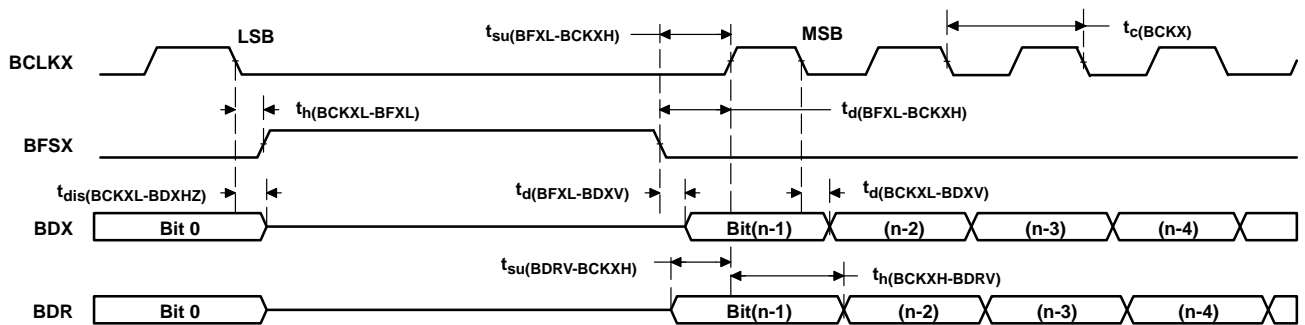 LSB
t_su(BFXL-BCKXH)
MSB
t_c(BCKX)
BCLKX
t_h(BCKXL-BFXL)
t_d(BFXL-BCKXH)
BFSX
t_dis(BCKXL-BDXHZ)
t_d(BFXL-BDXV)
t_d(BCKXL-BDXV)
BDX Bit 0 Bit(n-1) (n-2) (n-3) (n-4)
t_su(BDRV-BCKXH)
t_h(BCKXH-BDRV)
BDR Bit 0 Bit(n-1) (n-2) (n-3) (n-4)